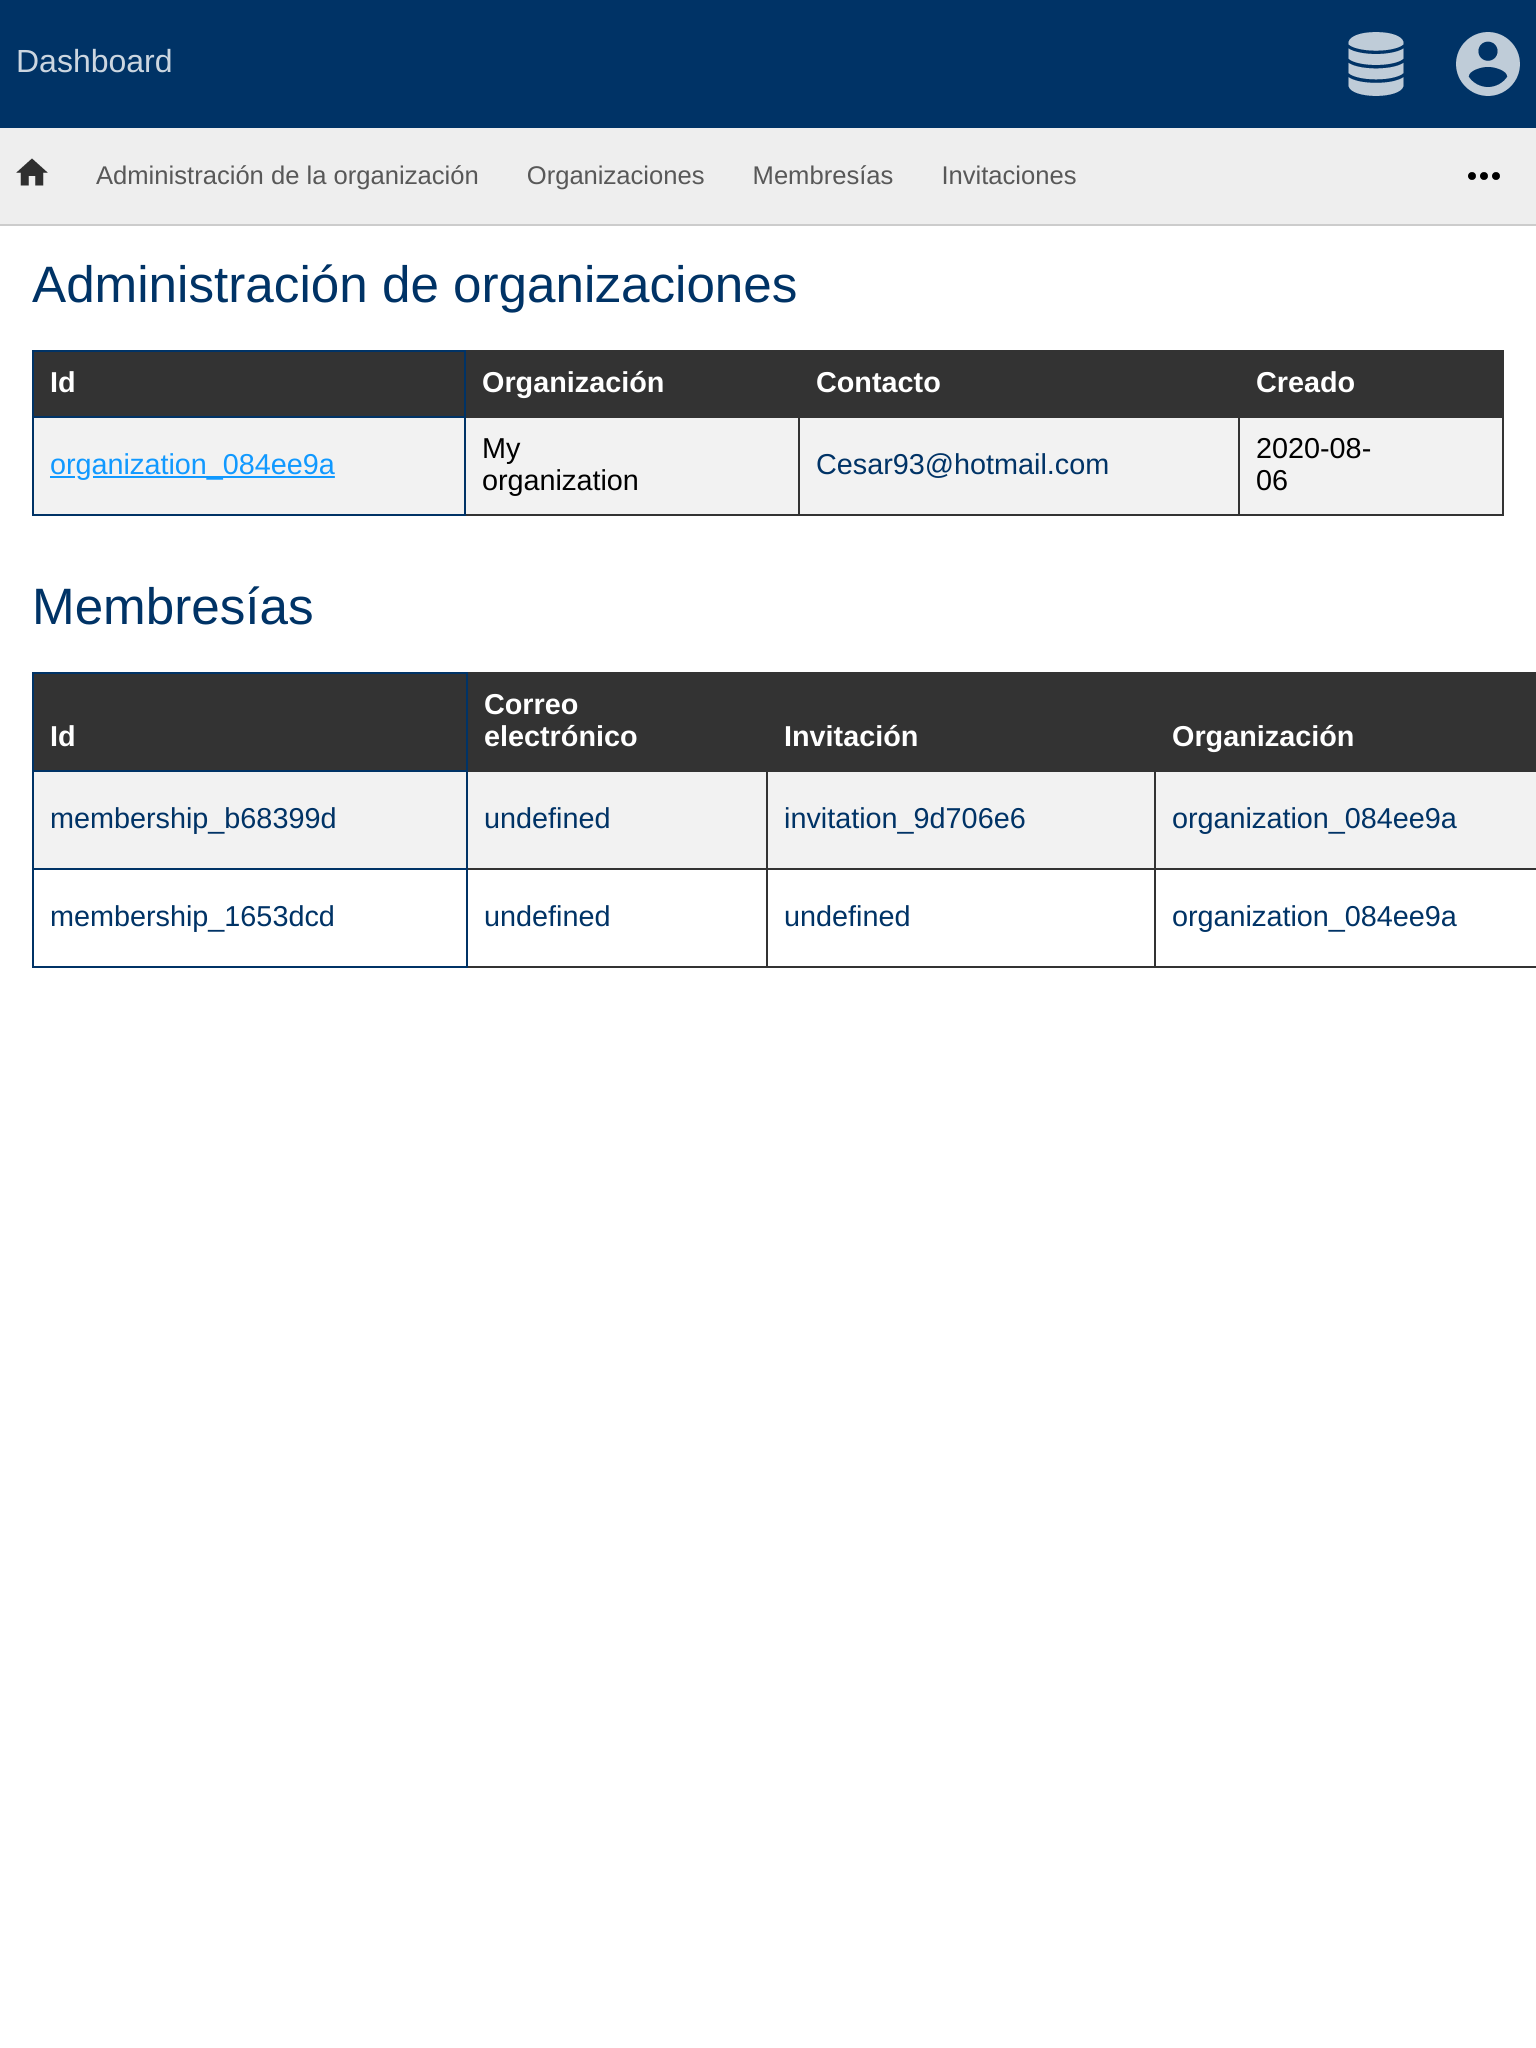 Dashboard
Administración de la organización Organizaciones Membresías Invitaciones
Administración de organizaciones
Id Organización Contacto Creado
organization_084ee9a My organization Cesar93@hotmail.com 2020-08-06
Membresías
Id Correo electrónico Invitación Organización
membership_b68399d undefined invitation_9d706e6 organization_084ee9a
membership_1653dcd undefined undefined organization_084ee9a